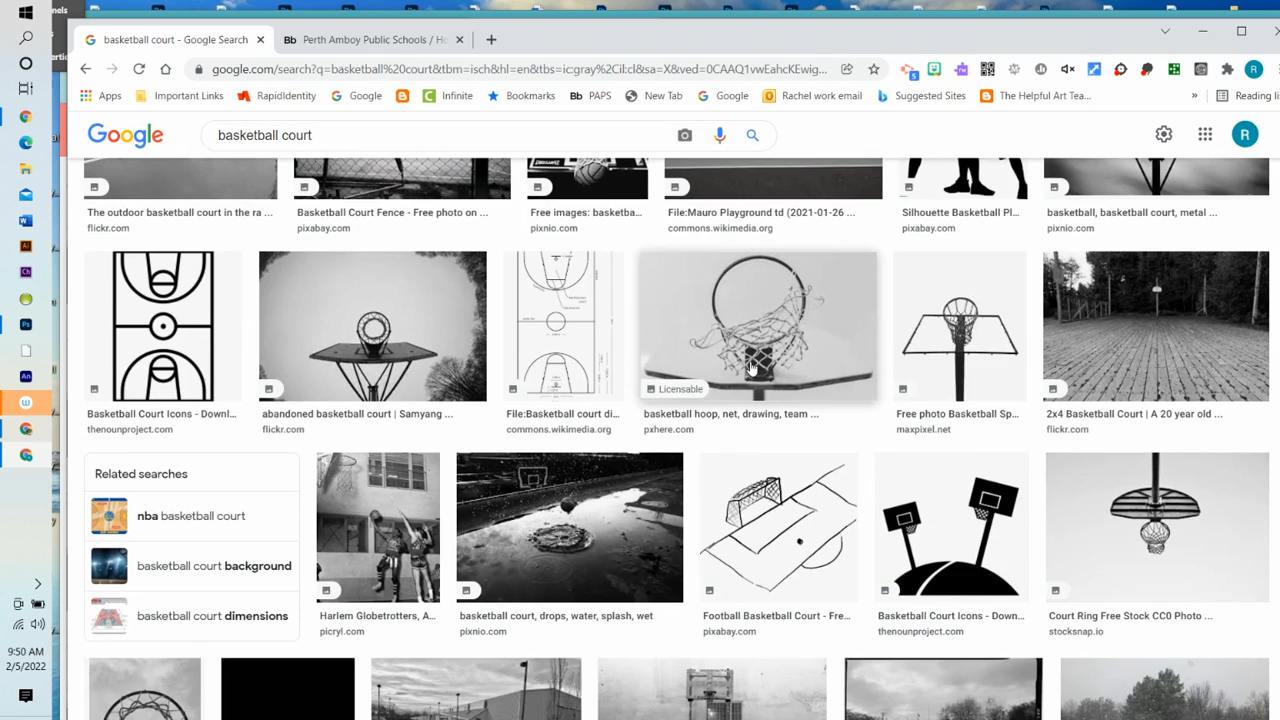 nnels
basketball court - Google Search
Bb Perth Amboy Public Schools / Ho
google.com/search?q=basketball%20court&tbm=isch&hl=en&tbs=ic:gray%2Cil:cl&sa=X&ved=0CAAQ1vwEahcKEwig...
5
R
Apps
Important Links
RapidIdentity
Google
Infinite
Bookmarks
Bb PAPS
New Tab
Google
Rachel work email
Suggested Sites
The Helpful Art Tea...
»
Reading li
Google
basketball court
R
The outdoor basketball court in the ra ...
Basketball Court Fence - Free photo on ...
Free images: basketba...
File:Mauro Playground td (2021-01-26 ...
Silhouette Basketball Pl...
basketball, basketball court, metal ...
flickr.com
pixabay.com
pixnio.com
commons.wikimedia.org
pixabay.com
pixnio.com
Licensable
Basketball Court Icons - Downl...
abandoned basketball court | Samyang ...
File:Basketball court di...
basketball hoop, net, drawing, team ...
Free photo Basketball Sp...
2x4 Basketball Court | A 20 year old ...
thenounproject.com
flickr.com
commons.wikimedia.org
pxhere.com
maxpixel.net
flickr.com
Related searches
nba basketball court
basketball court background
basketball court dimensions
Harlem Globetrotters, A...
basketball court, drops, water, splash, wet
Football Basketball Court - Fre...
Basketball Court Icons - Down...
Court Ring Free Stock CC0 Photo ...
picryl.com
pixnio.com
pixabay.com
thenounproject.com
stocksnap.io
9:50 AM
2/5/2022